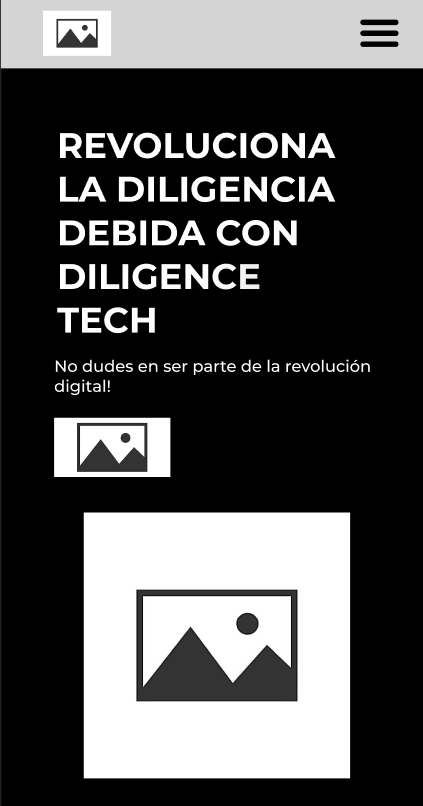 REVOLUCIONA
LA DILIGENCIA
DEBIDA CON
DILIGENCE
TECH
No dudes en ser parte de la revolución
digital!